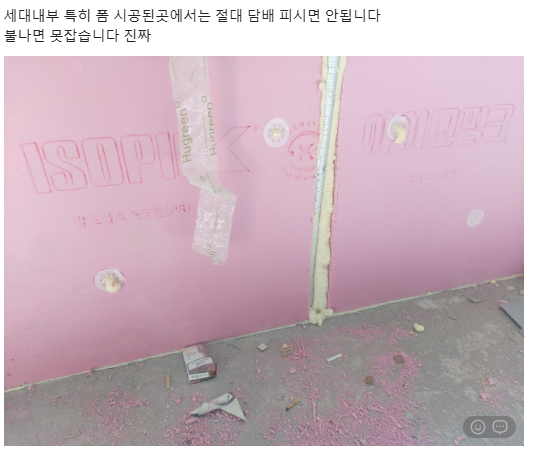 세대내부 특히 폼 시공된곳에서는 절대 담배 피시면 안됩니다
불나면 못잡습니다 진짜
Hugreen
Hugreen
ISOPINK
K
아이소핑크